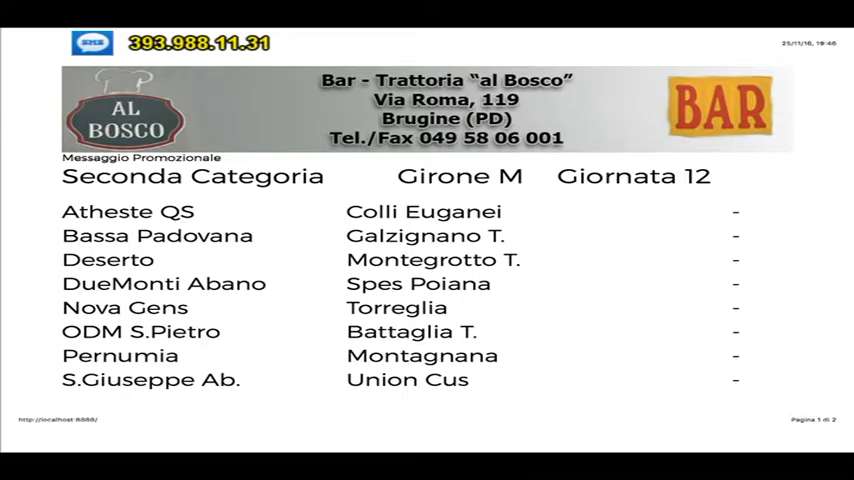 SMS 393.988.11.31
25/11/16, 19:46
AL BOSCO
Bar - Trattoria “al Bosco”
Via Roma, 119
Brugine (PD)
Tel./Fax 049 58 06 001
BAR
Messaggio Promozionale
Seconda Categoria Girone M Giornata 12
Atheste QS Colli Euganei -
Bassa Padovana Galzignano T. -
Deserto Montegrotto T. -
DueMonti Abano Spes Poiana -
Nova Gens Torreglia -
ODM S.Pietro Battaglia T. -
Pernumia Montagnana -
S.Giuseppe Ab. Union Cus -
http://localhost:8888/ Pagina 1 di 2